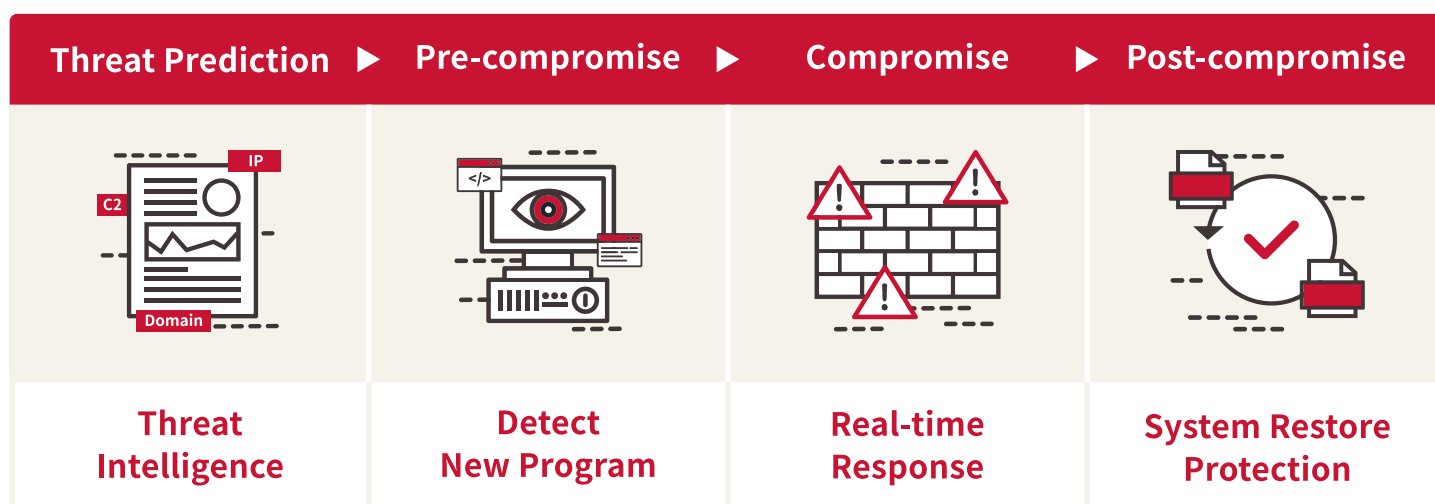 Threat Prediction
Pre-compromise
Compromise
Post-compromise
IP
C2
Domain
</>
!
!
!
Threat
Intelligence
Detect
New Program
Real-time
Response
System Restore
Protection